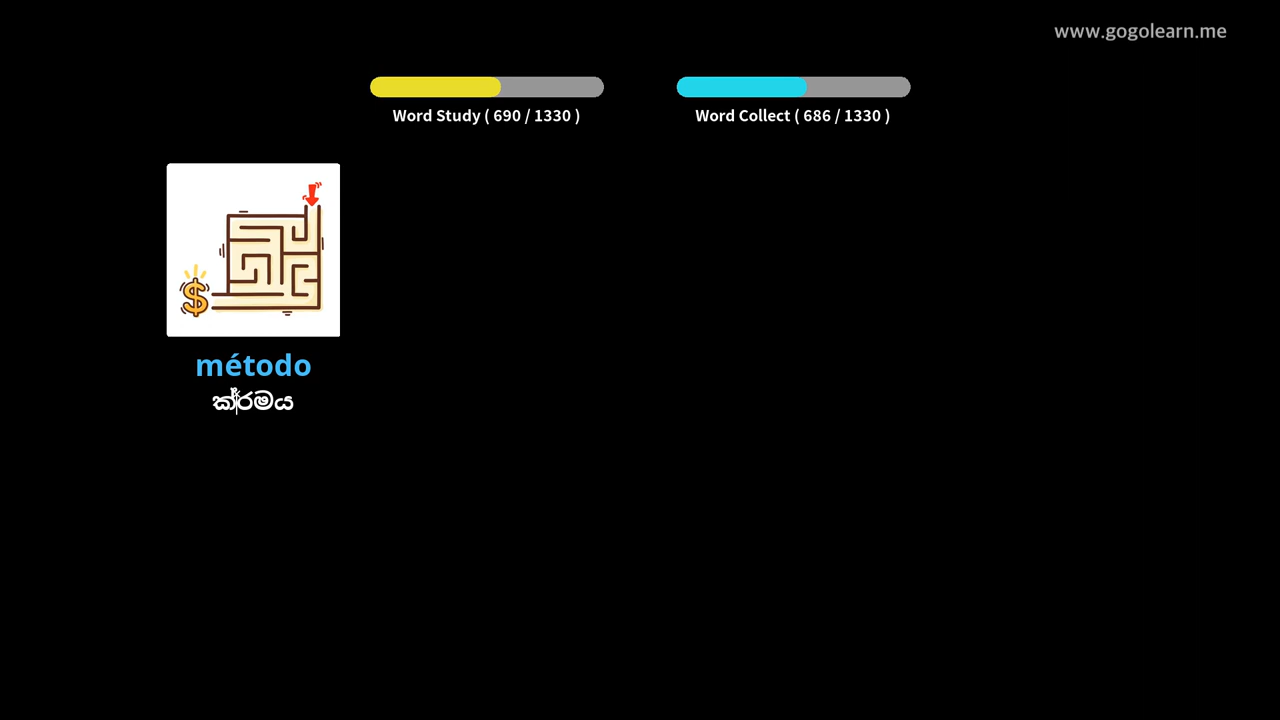 www.gogolearn.me
Word Study ( 690 / 1330 )
Word Collect ( 686 / 1330 )
$
método
ක්‍රමය